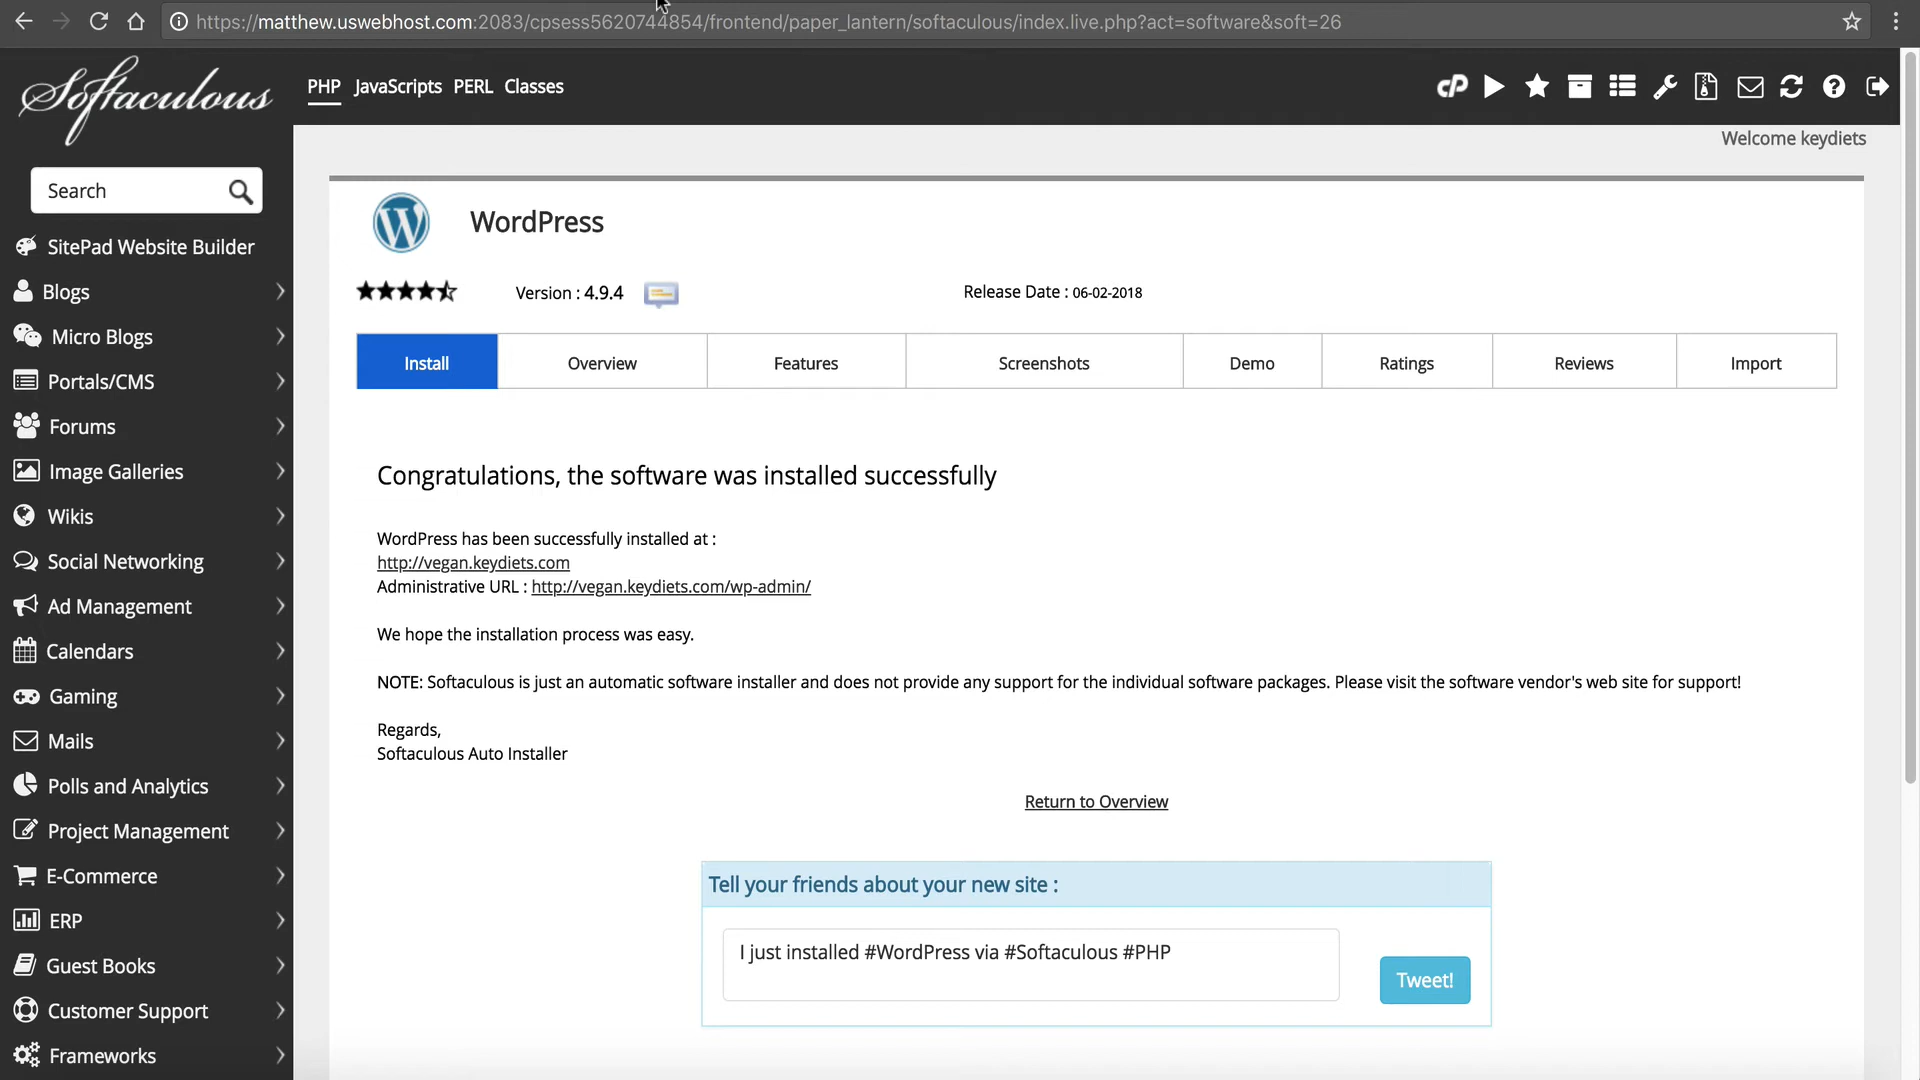 https://matthew.uswebhost.com:2083/cpsess5620744854/frontend/paper_lantern/softaculous/index.live.php?act=software&soft=26
Softaculous
PHP JavaScripts PERL Classes
cP
Welcome keydiets
Search
SitePad Website Builder
Blogs
Micro Blogs
Portals/CMS
Forums
Image Galleries
Wikis
Social Networking
Ad Management
Calendars
Gaming
Mails
Polls and Analytics
Project Management
E-Commerce
ERP
Guest Books
Customer Support
Frameworks
WordPress
Version : 4.9.4
Release Date : 06-02-2018
Install Overview Features Screenshots Demo Ratings Reviews Import
Congratulations, the software was installed successfully
WordPress has been successfully installed at :
http://vegan.keydiets.com
Administrative URL : http://vegan.keydiets.com/wp-admin/
We hope the installation process was easy.
NOTE: Softaculous is just an automatic software installer and does not provide any support for the individual software packages. Please visit the software vendor's web site for support!
Regards,
Softaculous Auto Installer
Return to Overview
Tell your friends about your new site :
I just installed #WordPress via #Softaculous #PHP
Tweet!